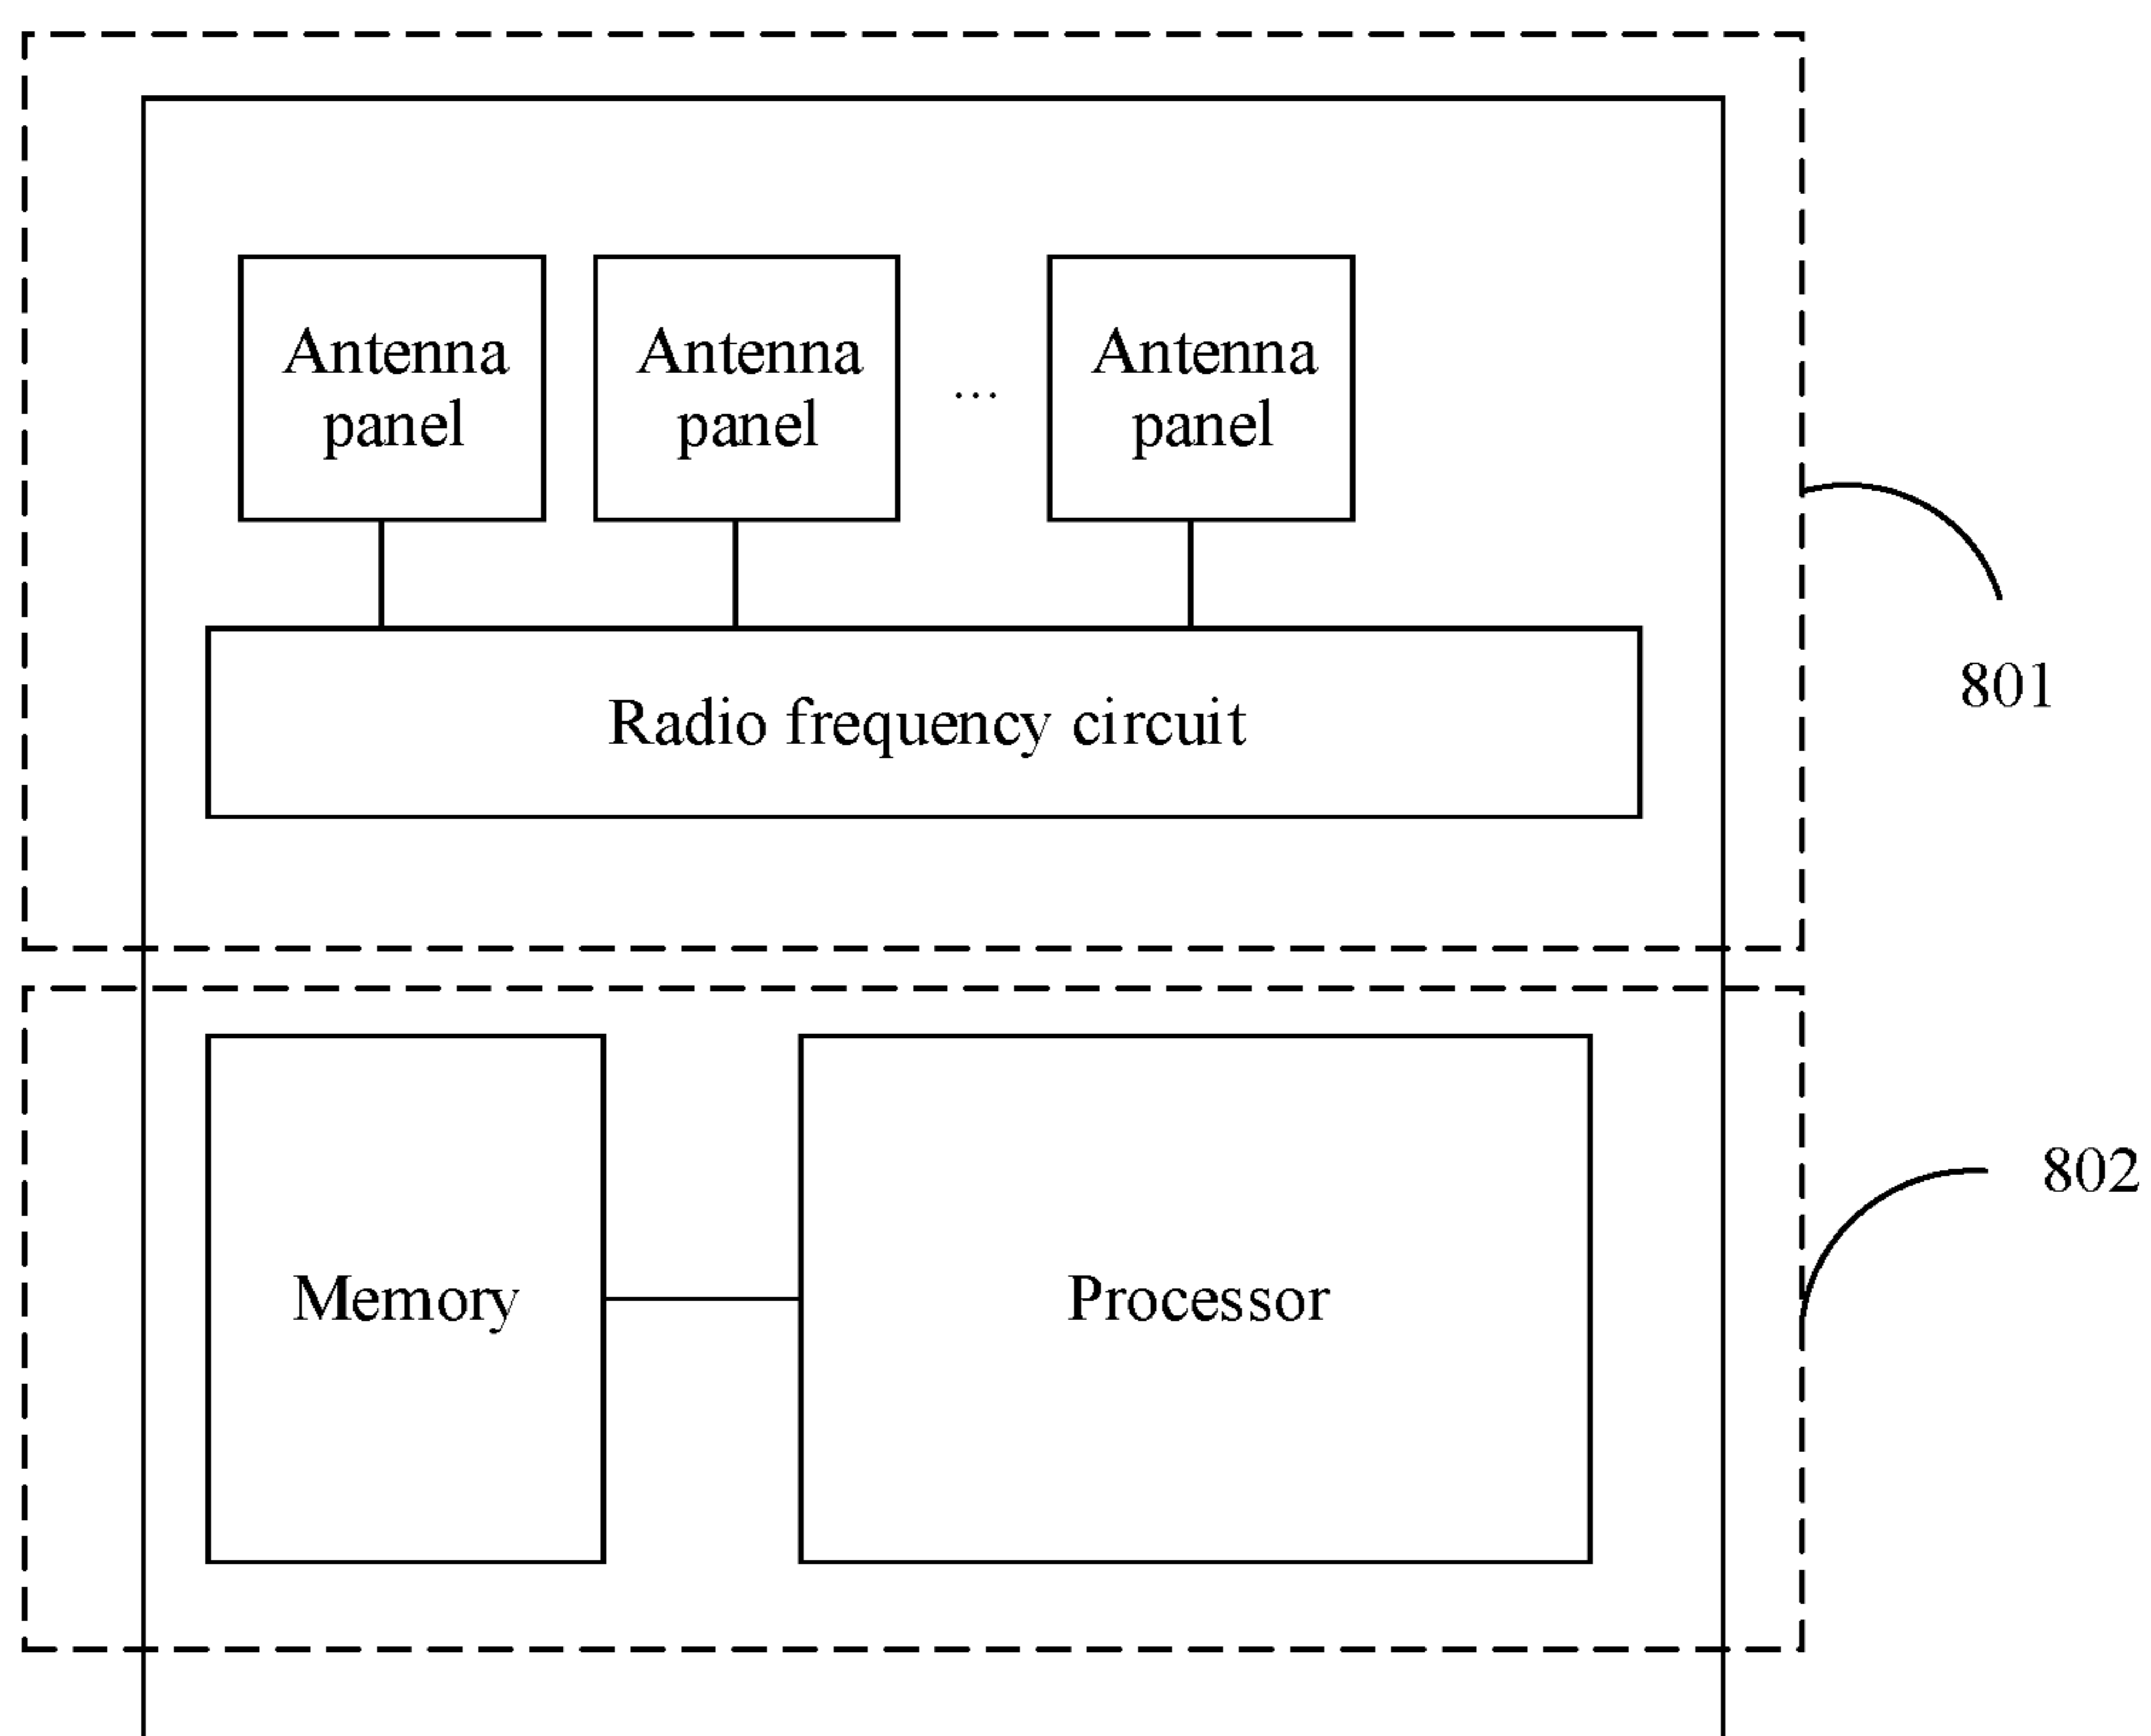 Antenna
panel
Antenna
panel
...
Antenna
panel
Radio frequency circuit
801
Memory
Processor
802